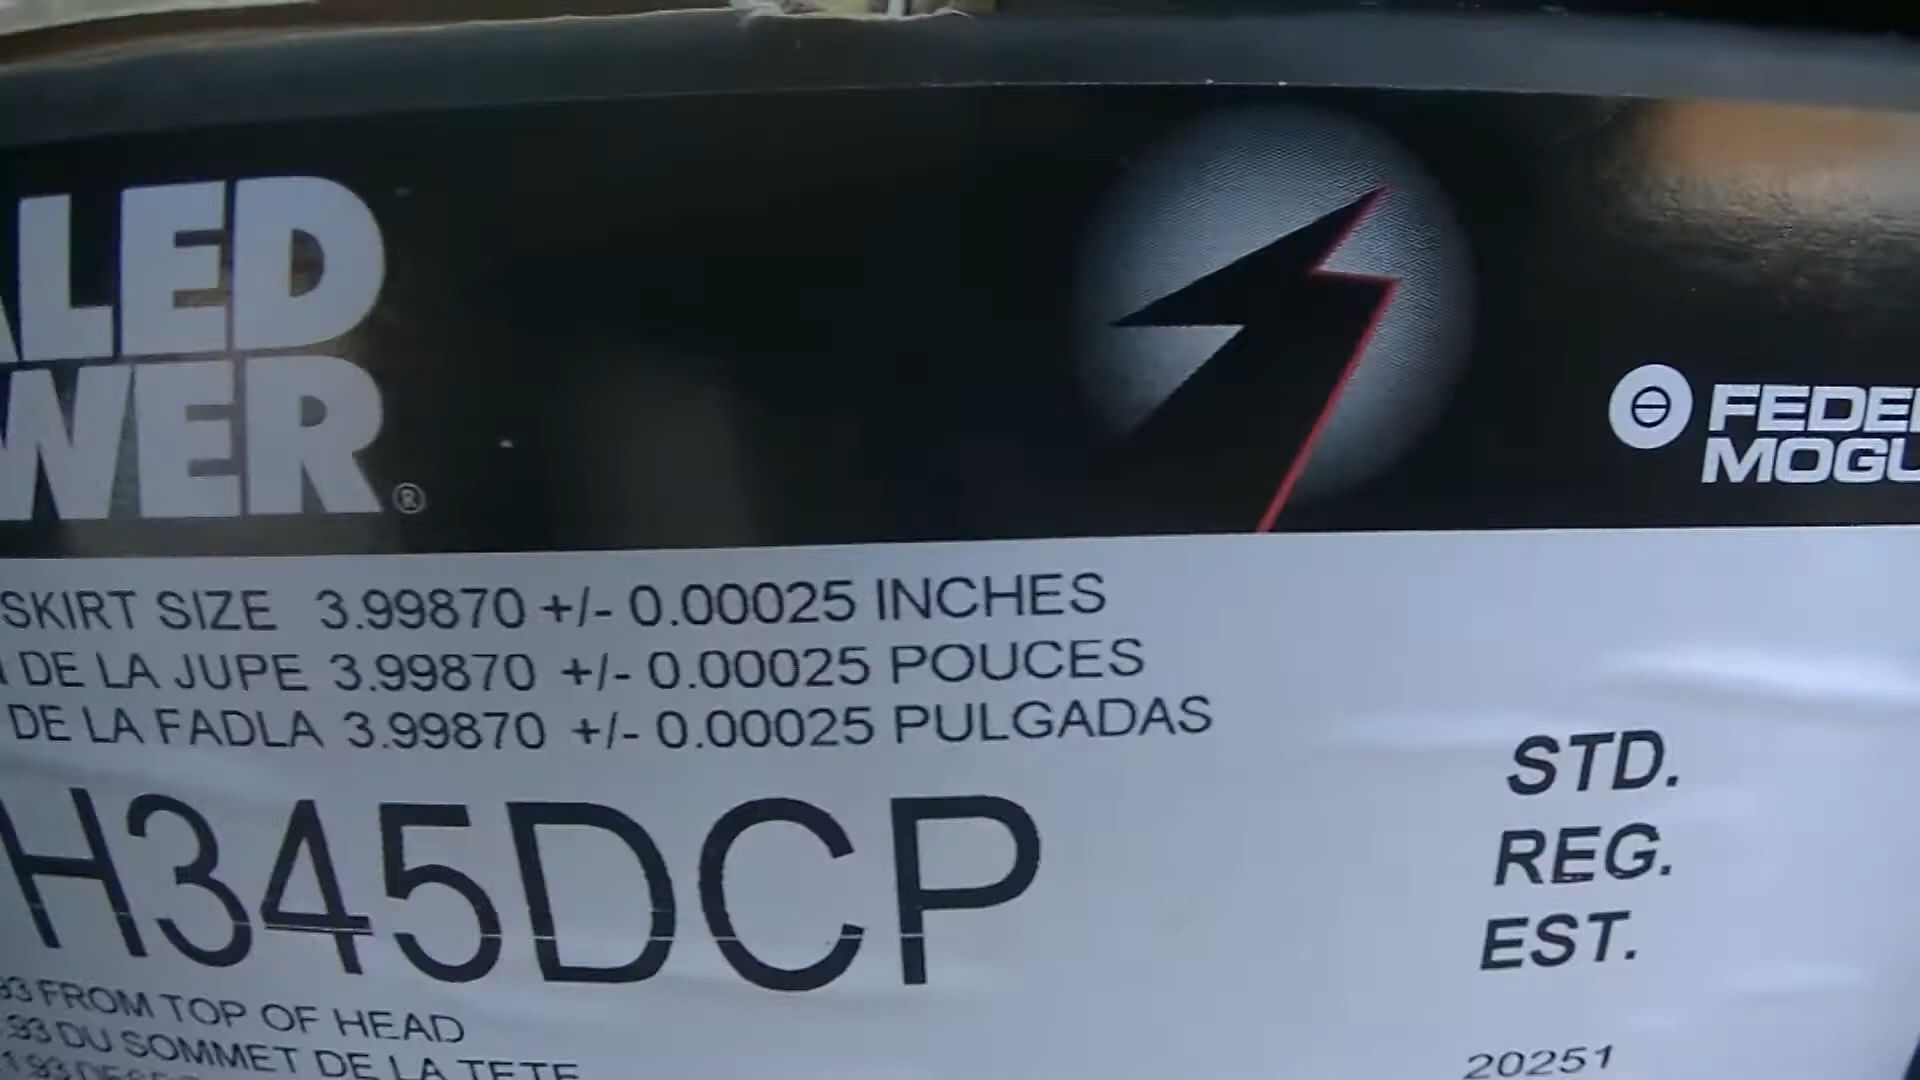 ALED
WER®
FEDE
MOGU
SKIRT SIZE 3.99870 +/- 0.00025 INCHES
DE LA JUPE 3.99870 +/- 0.00025 POUCES
DE LA FADLA 3.99870 +/- 0.00025 PULGADAS
H345DCP
STD.
REG.
EST.
93 FROM TOP OF HEAD
.93 DU SOMMET DE LA TETE
20251